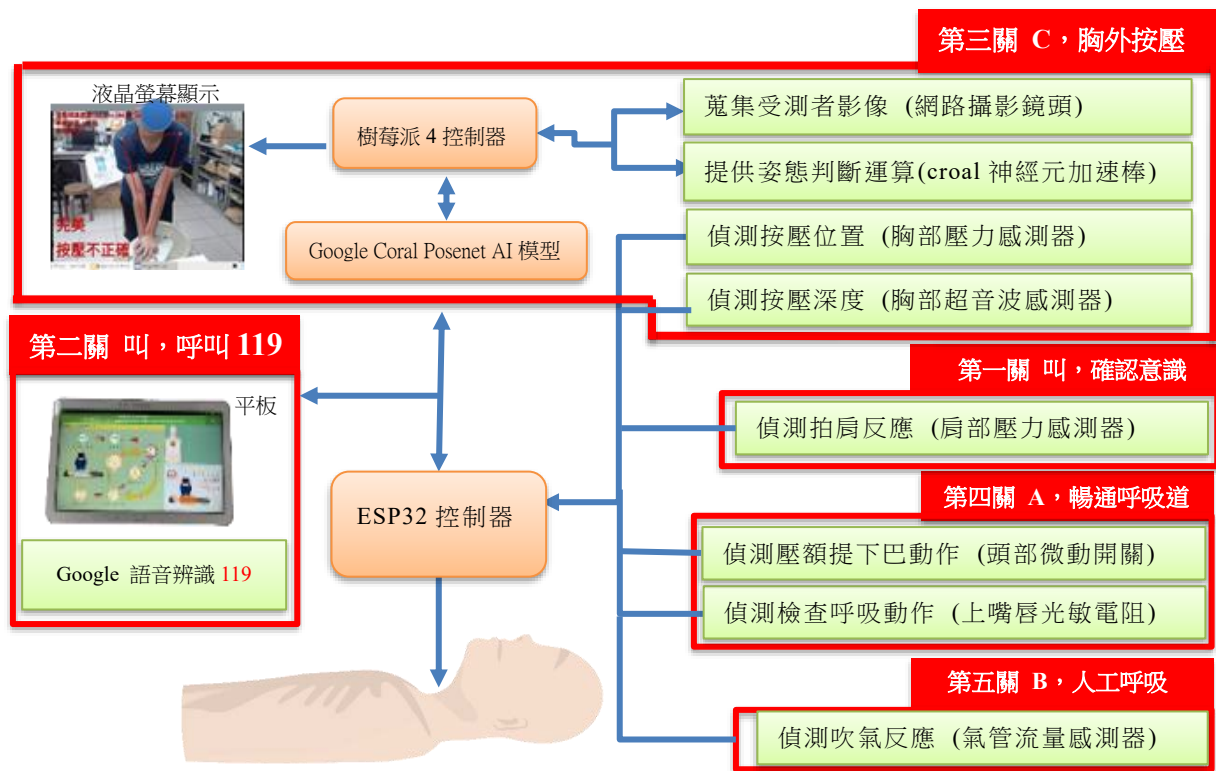 第三關 C，胸外按壓
液晶螢幕顯示
完美
按壓不正確
樹莓派 4 控制器
Google Coral Posenet AI 模型
蒐集受測者影像 (網路攝影鏡頭)
提供姿態判斷運算(croal 神經元加速棒)
偵測按壓位置 (胸部壓力感測器)
偵測按壓深度 (胸部超音波感測器)
第二關 叫，呼叫 119
平板
Google 語音辨識 119
ESP32 控制器
第一關 叫，確認意識
偵測拍肩反應 (肩部壓力感測器)
第四關 A，暢通呼吸道
偵測壓額提下巴動作 (頭部微動開關)
偵測檢查呼吸動作 (上嘴唇光敏電阻)
第五關 B，人工呼吸
偵測吹氣反應 (氣管流量感測器)